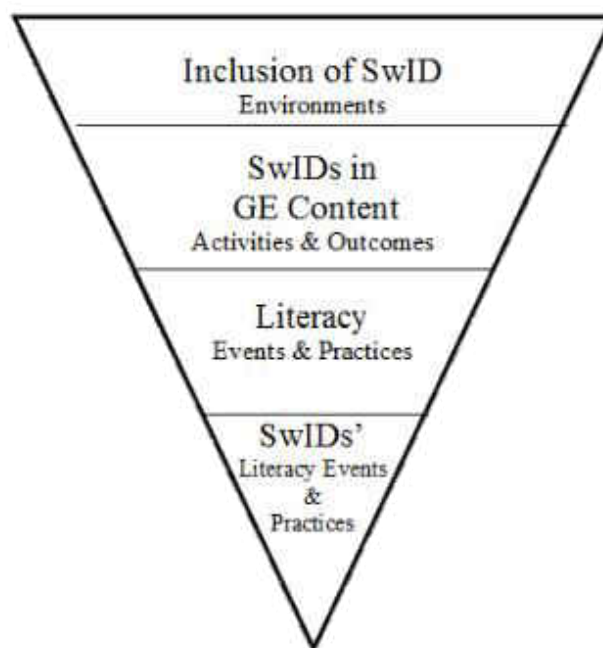 Inclusion of SwID
Environments
SwIDs in
GE Content
Activities & Outcomes
Literacy
Events & Practices
SwIDs’
Literacy Events
&
Practices